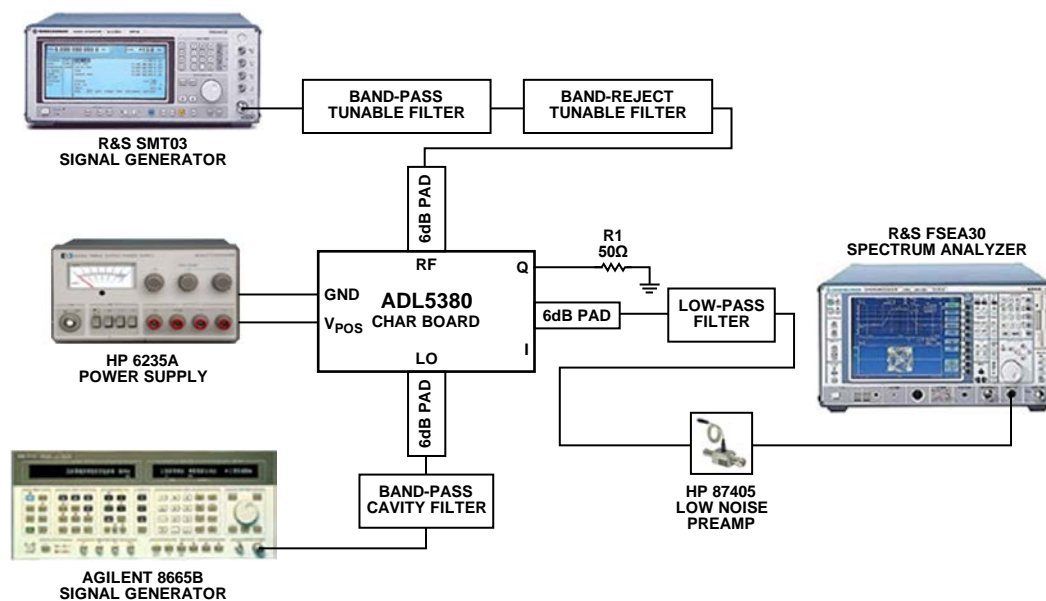 BAND-PASS
TUNABLE FILTER
BAND-REJECT
TUNABLE FILTER
R&S SMT03
SIGNAL GENERATOR
6dB PAD
R1
50Ω
R&S FSEA30
SPECTRUM ANALYZER
RF
Q
GND
ADL5380
CHAR BOARD
6dB PAD
LOW-PASS
FILTER
VPOS
LO
I
HP 6235A
POWER SUPPLY
6dB PAD
BAND-PASS
CAVITY FILTER
HP 87405
LOW NOISE
PREAMP
AGILENT 8665B
SIGNAL GENERATOR